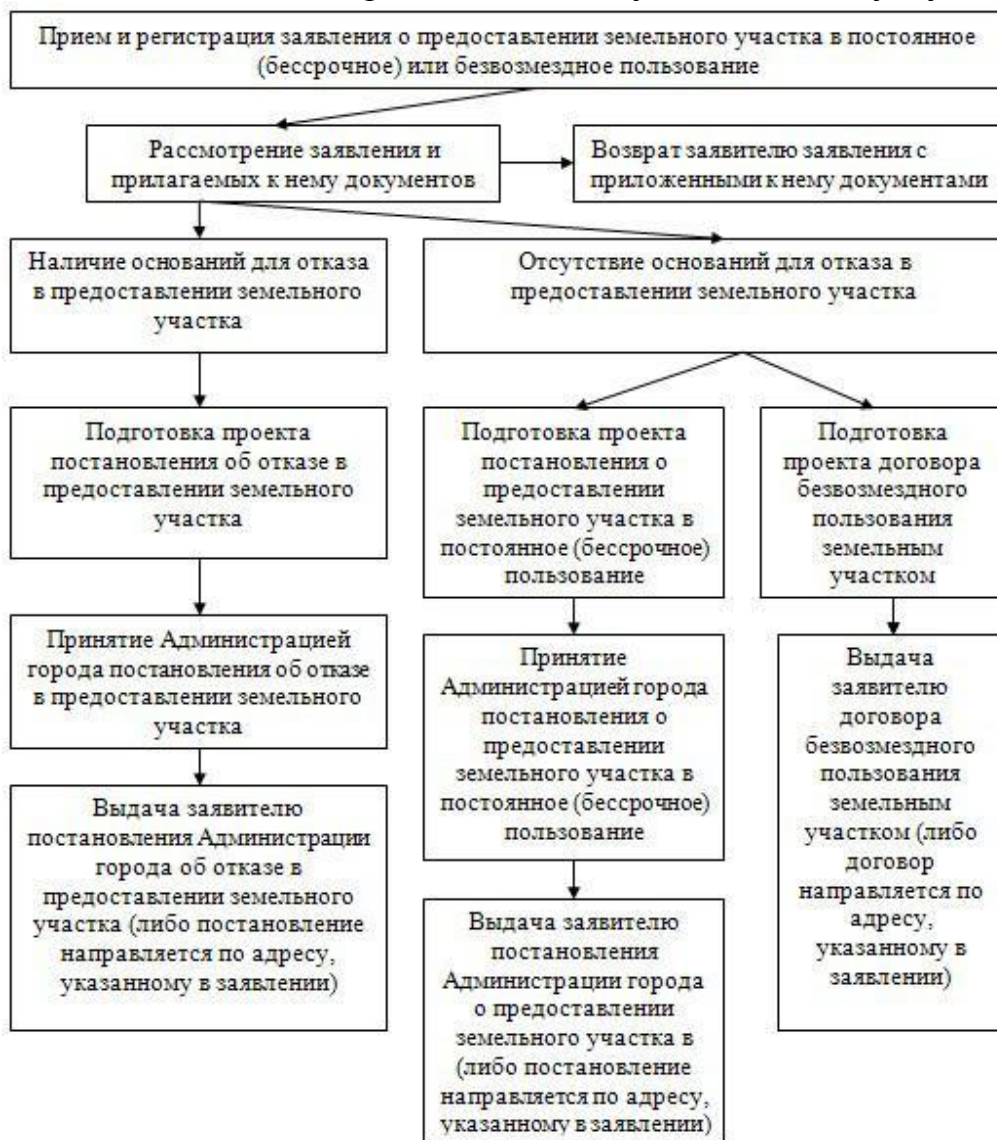 Прием и регистрация заявления о предоставлении земельного участка в постоянное
(бессрочное) или безвозмездное пользование
Рассмотрение заявления и
прилагаемых к нему документов
Возврат заявителю заявления с
приложенными к нему документами
Наличие оснований для отказа
в предоставлении земельного
участка
Отсутствие оснований для отказа в
предоставлении земельного участка
Подготовка проекта
постановления об отказе в
предоставлении земельного
участка
Подготовка проекта
постановления о
предоставлении
земельного участка в
постоянное (бессрочное)
пользование
Подготовка
проекта договора
безвозмездного
пользования
земельным
участком
Принятие Администрацией
города постановления об отказе
в предоставлении земельного
участка
Принятие
Администрацией города
постановления о
предоставлении
земельного участка в
постоянное (бессрочное)
пользование
Выдача
заявителю
договора
безвозмездного
пользования
земельным
участком (либо
договор
направляется по
адресу,
указанному в
заявлении)
Выдача заявителю
постановления Администрации
города об отказе в
предоставлении земельного
участка (либо постановление
направляется по адресу,
указанному в заявлении)
Выдача заявителю
постановления
Администрации города
о предоставлении
земельного участка в
(либо постановление
направляется по адресу,
указанному в заявлении)